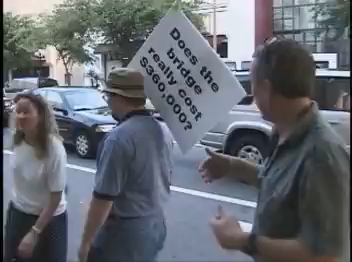 Does the
bridge
really cost
$360,000?